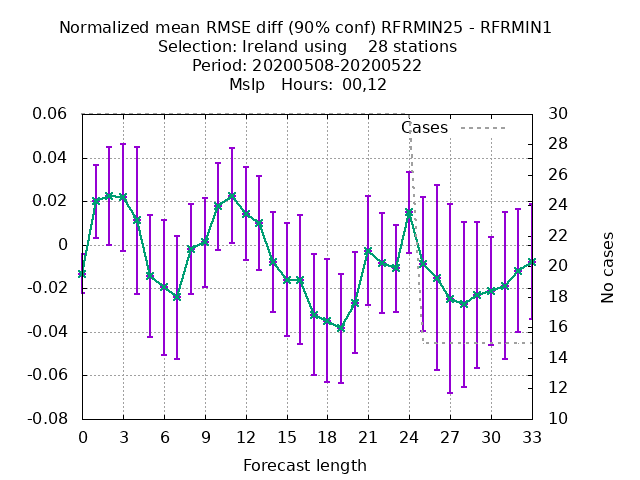 Normalized mean RMSE diff (90% conf) RFRMIN25 - RFRMIN1
Selection: Ireland using    28 stations
Period: 20200508-20200522
Mslp   Hours: 00,12
Cases
0.06
0.04
0.02
0
-0.02
-0.04
-0.06
-0.08
30
28
26
24
22
20
18
16
14
12
10
No cases
0 3 6 9 12 15 18 21 24 27 30 33
Forecast length